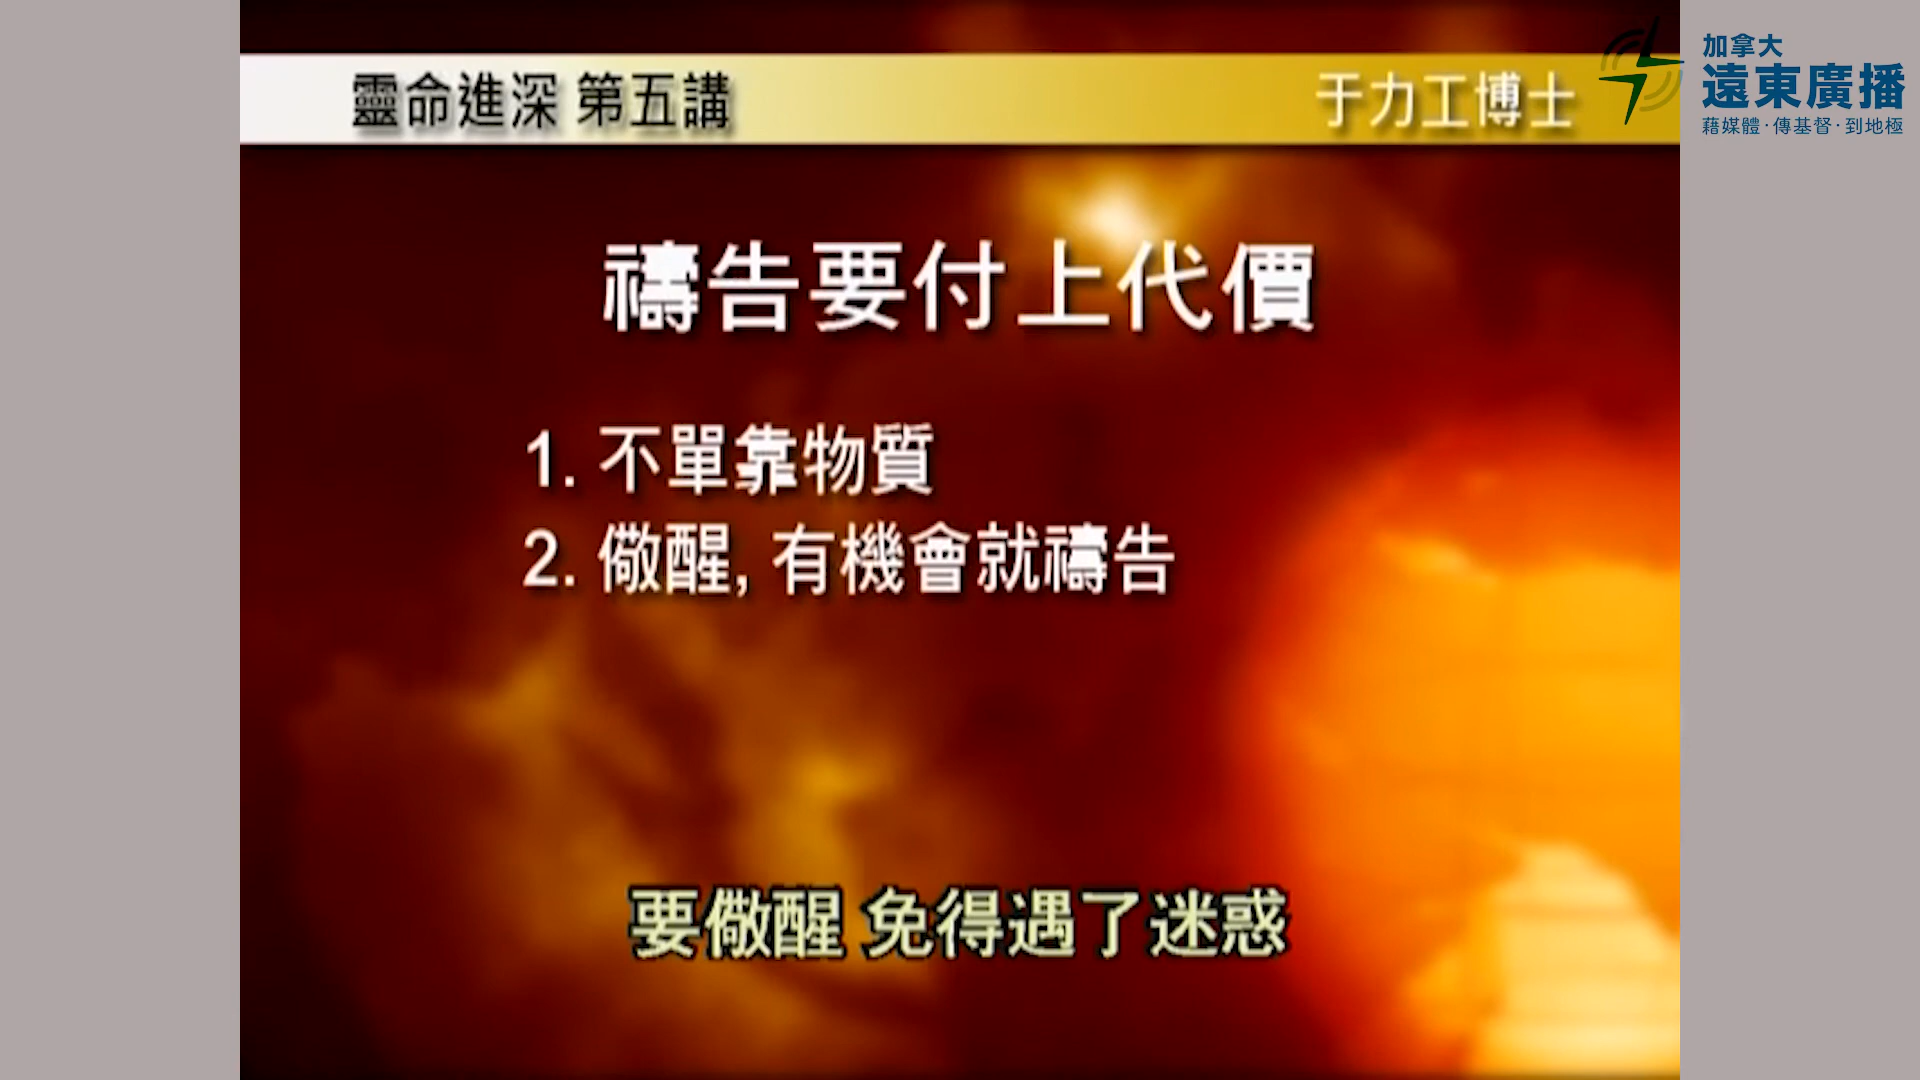 靈命進深 第五講
于力工博士
加拿大
遠東廣播
藉媒體·傳基督·到地極
禱告要付上代價
1. 不單靠物質
2. 儆醒, 有機會就禱告
要儆醒 免得遇了迷惑